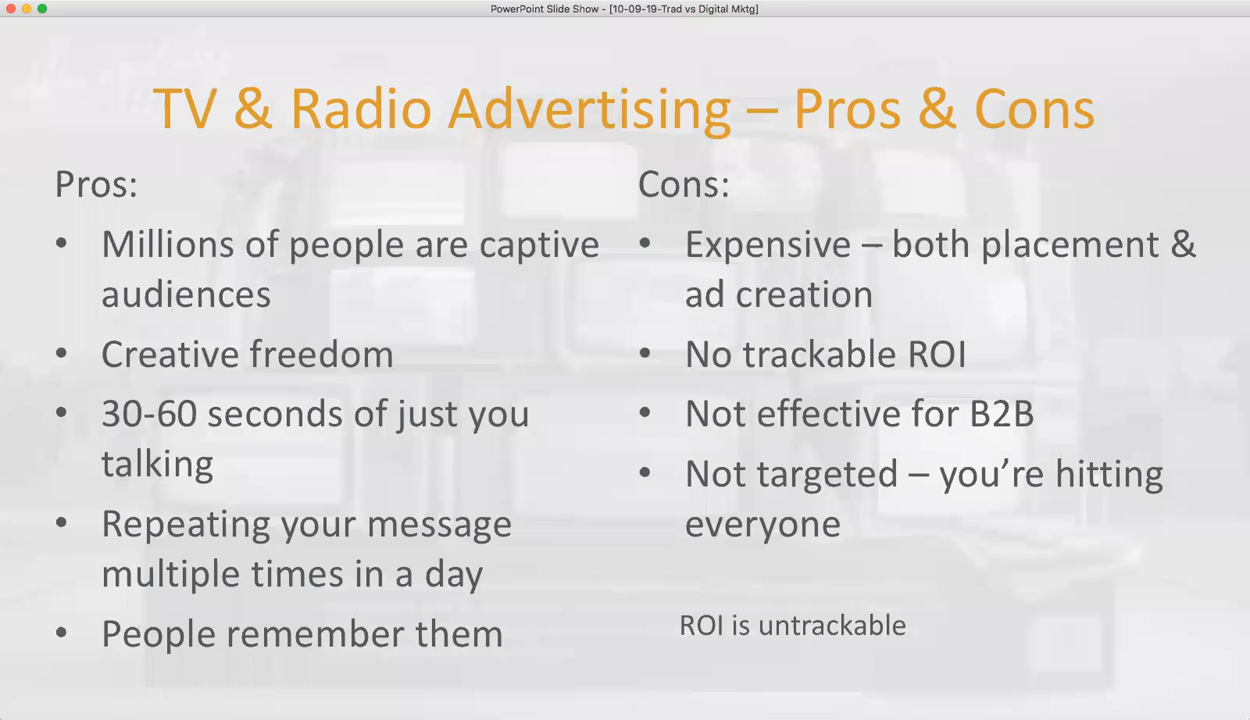 PowerPoint Slide Show - [10-09-19-Trad vs Digital Mktg]
TV & Radio Advertising – Pros & Cons
Pros:
• Millions of people are captive
audiences
• Creative freedom
• 30-60 seconds of just you
talking
• Repeating your message
multiple times in a day
• People remember them
Cons:
• Expensive – both placement &
ad creation
• No trackable ROI
• Not effective for B2B
• Not targeted – you’re hitting
everyone
ROI is untrackable